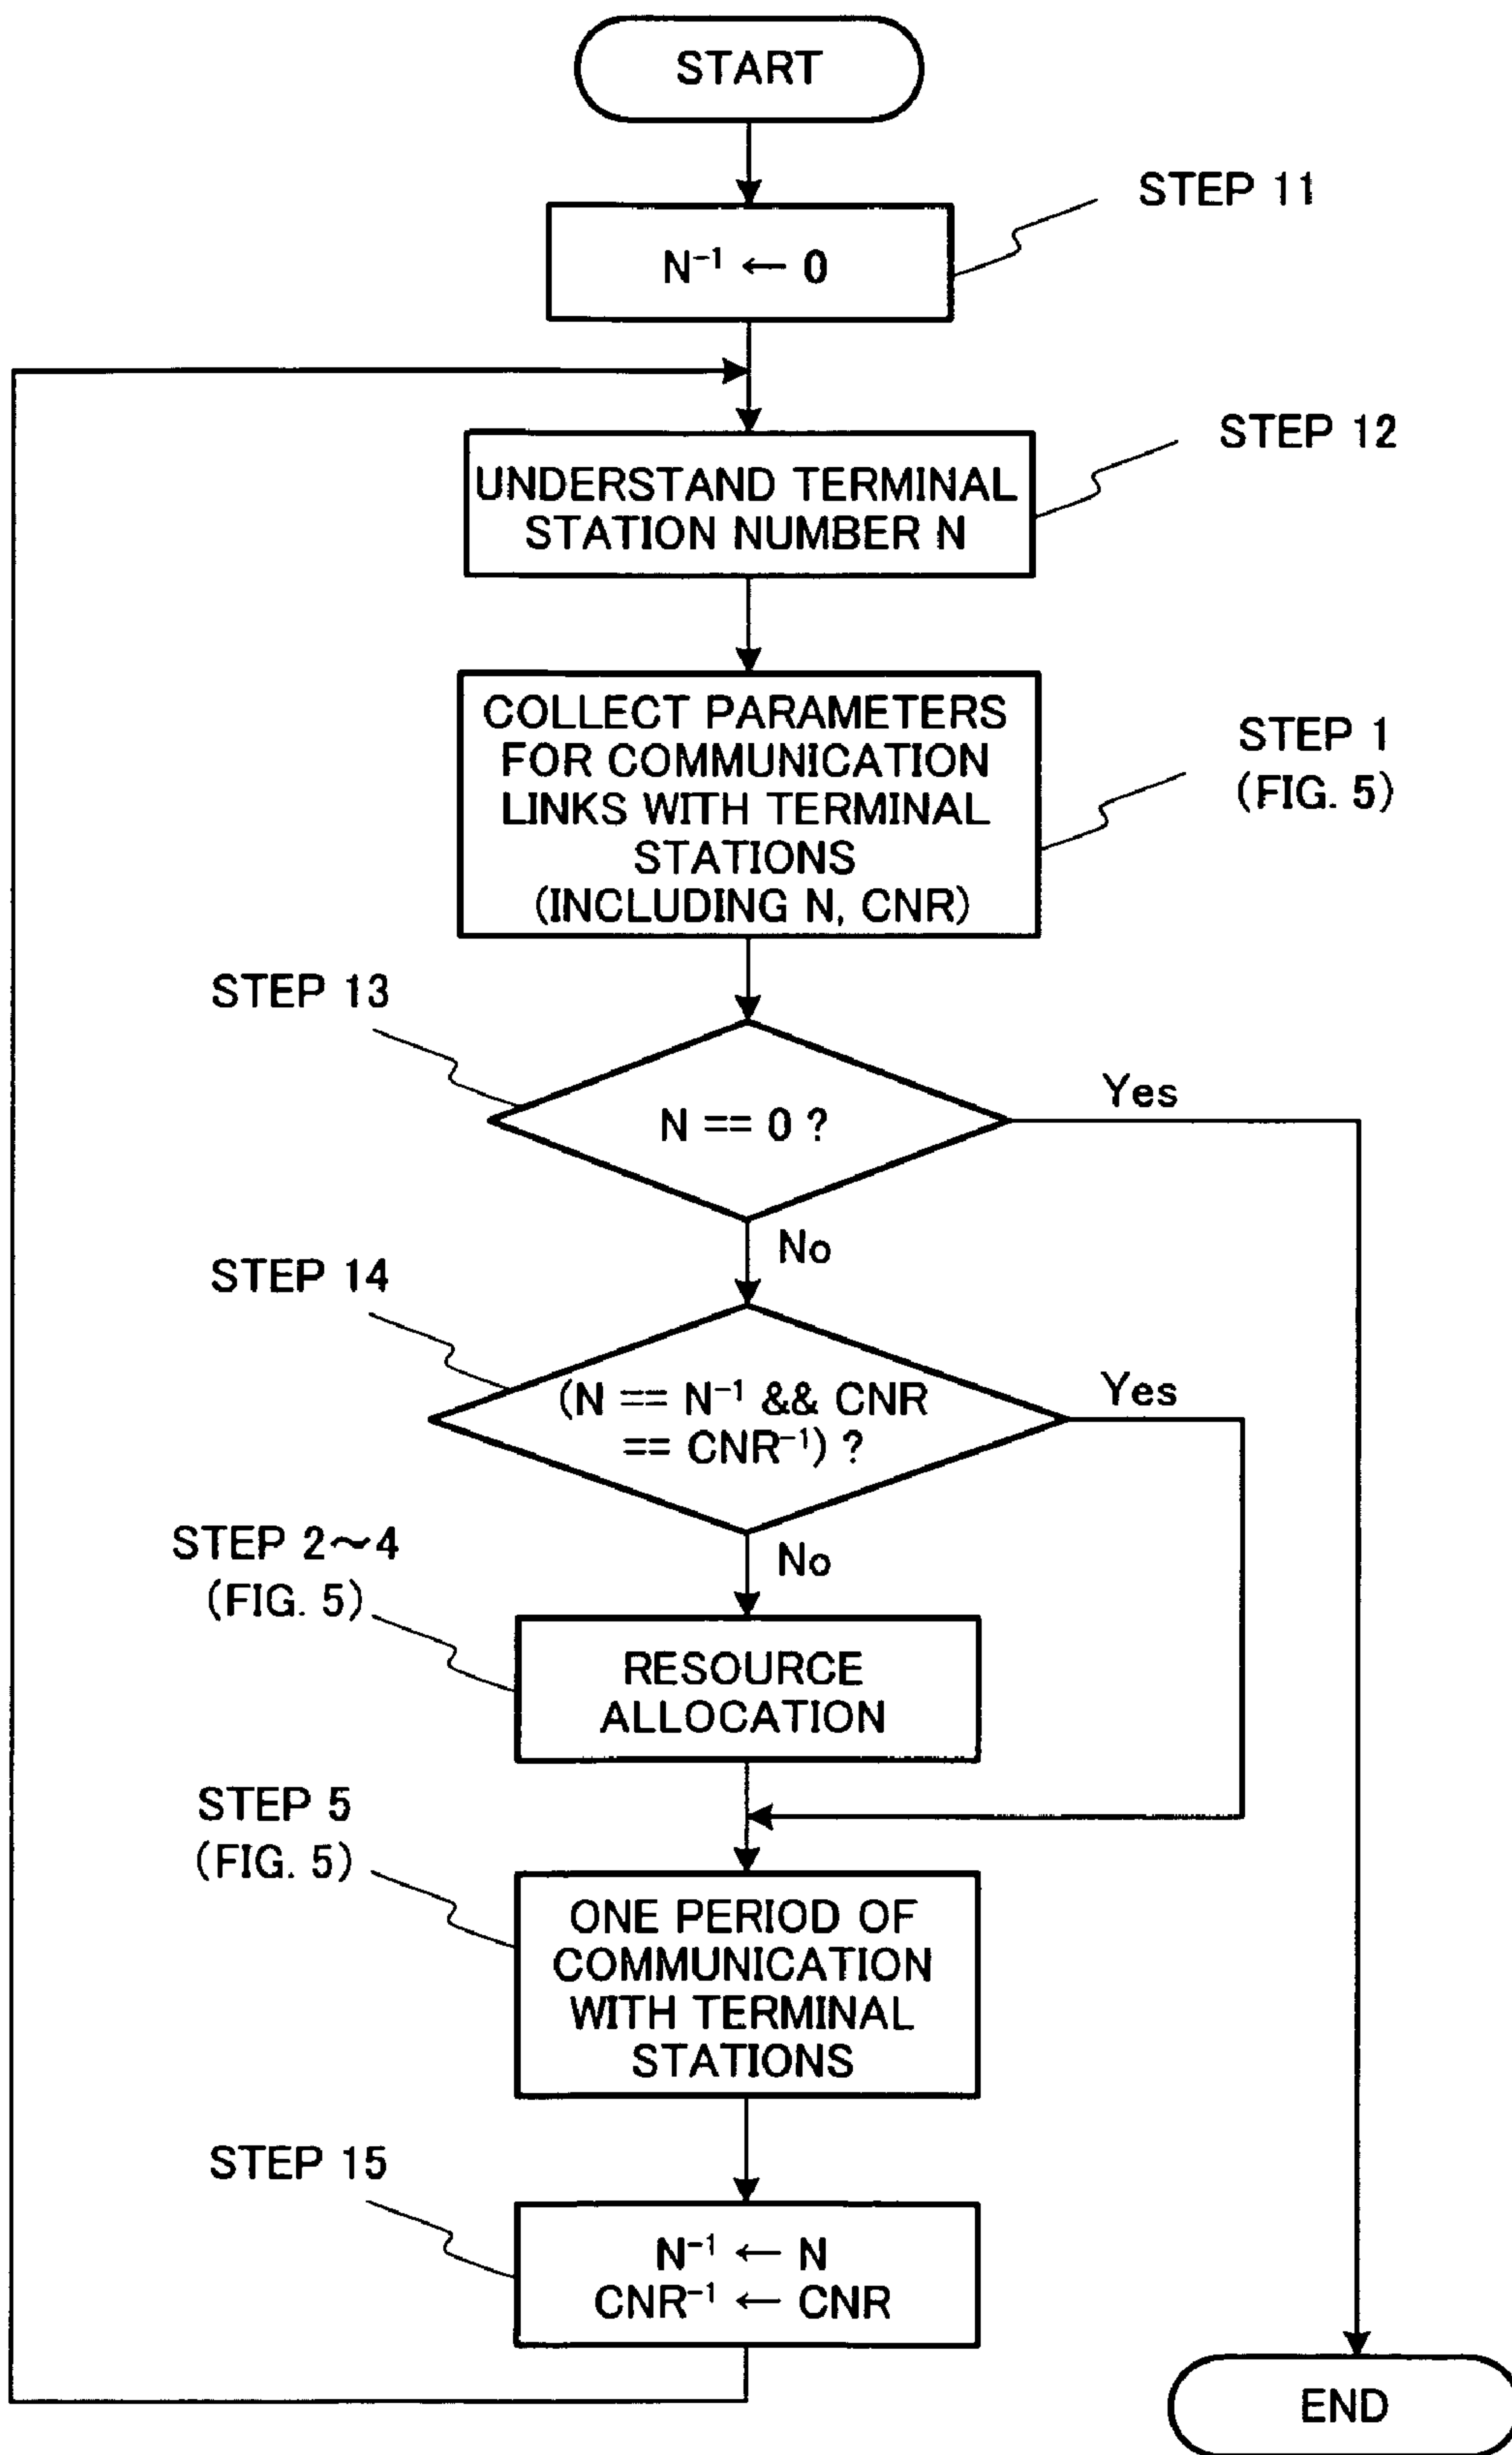 START
STEP 11
N⁻¹ ← 0
STEP 12
UNDERSTAND TERMINAL
STATION NUMBER N
COLLECT PARAMETERS
FOR COMMUNICATION
LINKS WITH TERMINAL
STATIONS
(INCLUDING N, CNR)
STEP 1
(FIG. 5)
STEP 13
N == 0 ?
Yes
No
STEP 14
(N == N⁻¹ && CNR
== CNR⁻¹) ?
Yes
No
STEP 2～4
(FIG. 5)
RESOURCE
ALLOCATION
STEP 5
(FIG. 5)
ONE PERIOD OF
COMMUNICATION
WITH TERMINAL
STATIONS
STEP 15
N⁻¹ ← N
CNR⁻¹ ← CNR
END